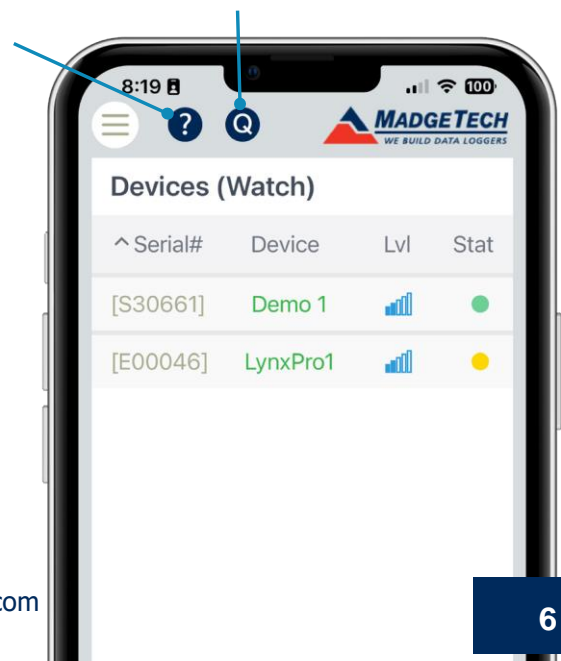 8:19 100
? Q MADGETECH
WE BUILD DATA LOGGERS
Devices (Watch)
^ Serial# Device Lvl Stat
[S30661] Demo 1
[E00046] LynxPro1
com
6